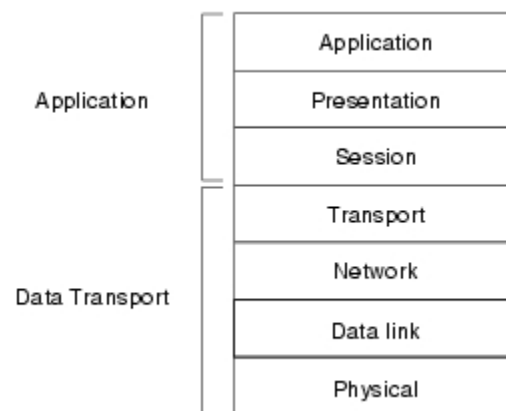 Application
Presentation
Session
Transport
Network
Data link
Physical
Application
Data Transport